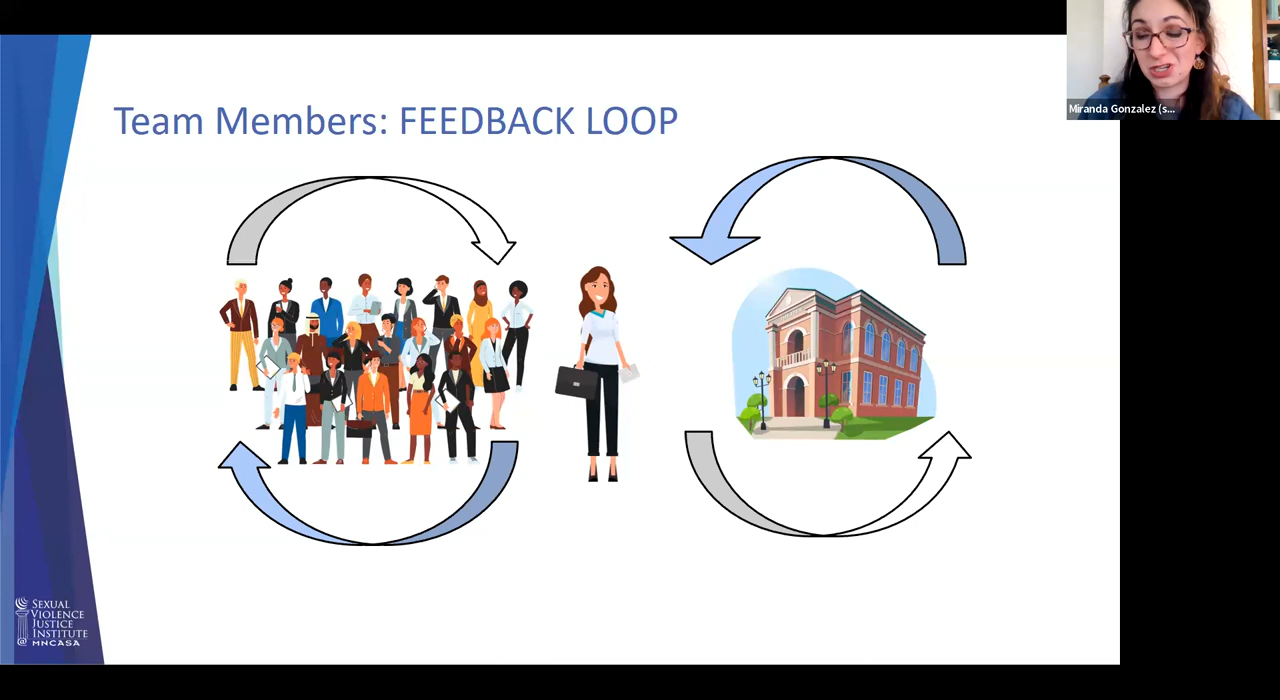 Miranda Gonzalez (s...
Team Members: FEEDBACK LOOP
SEXUAL
VIOLENCE
JUSTICE
INSTITUTE
@ MNCASA